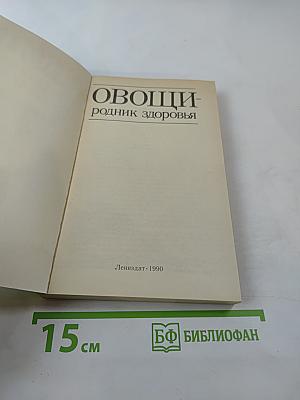 ОВОЩИ-
РОДНИК ЗДОРОВЬЯ
Лениздат·1990
15 см
БФ БИБЛИОФАН